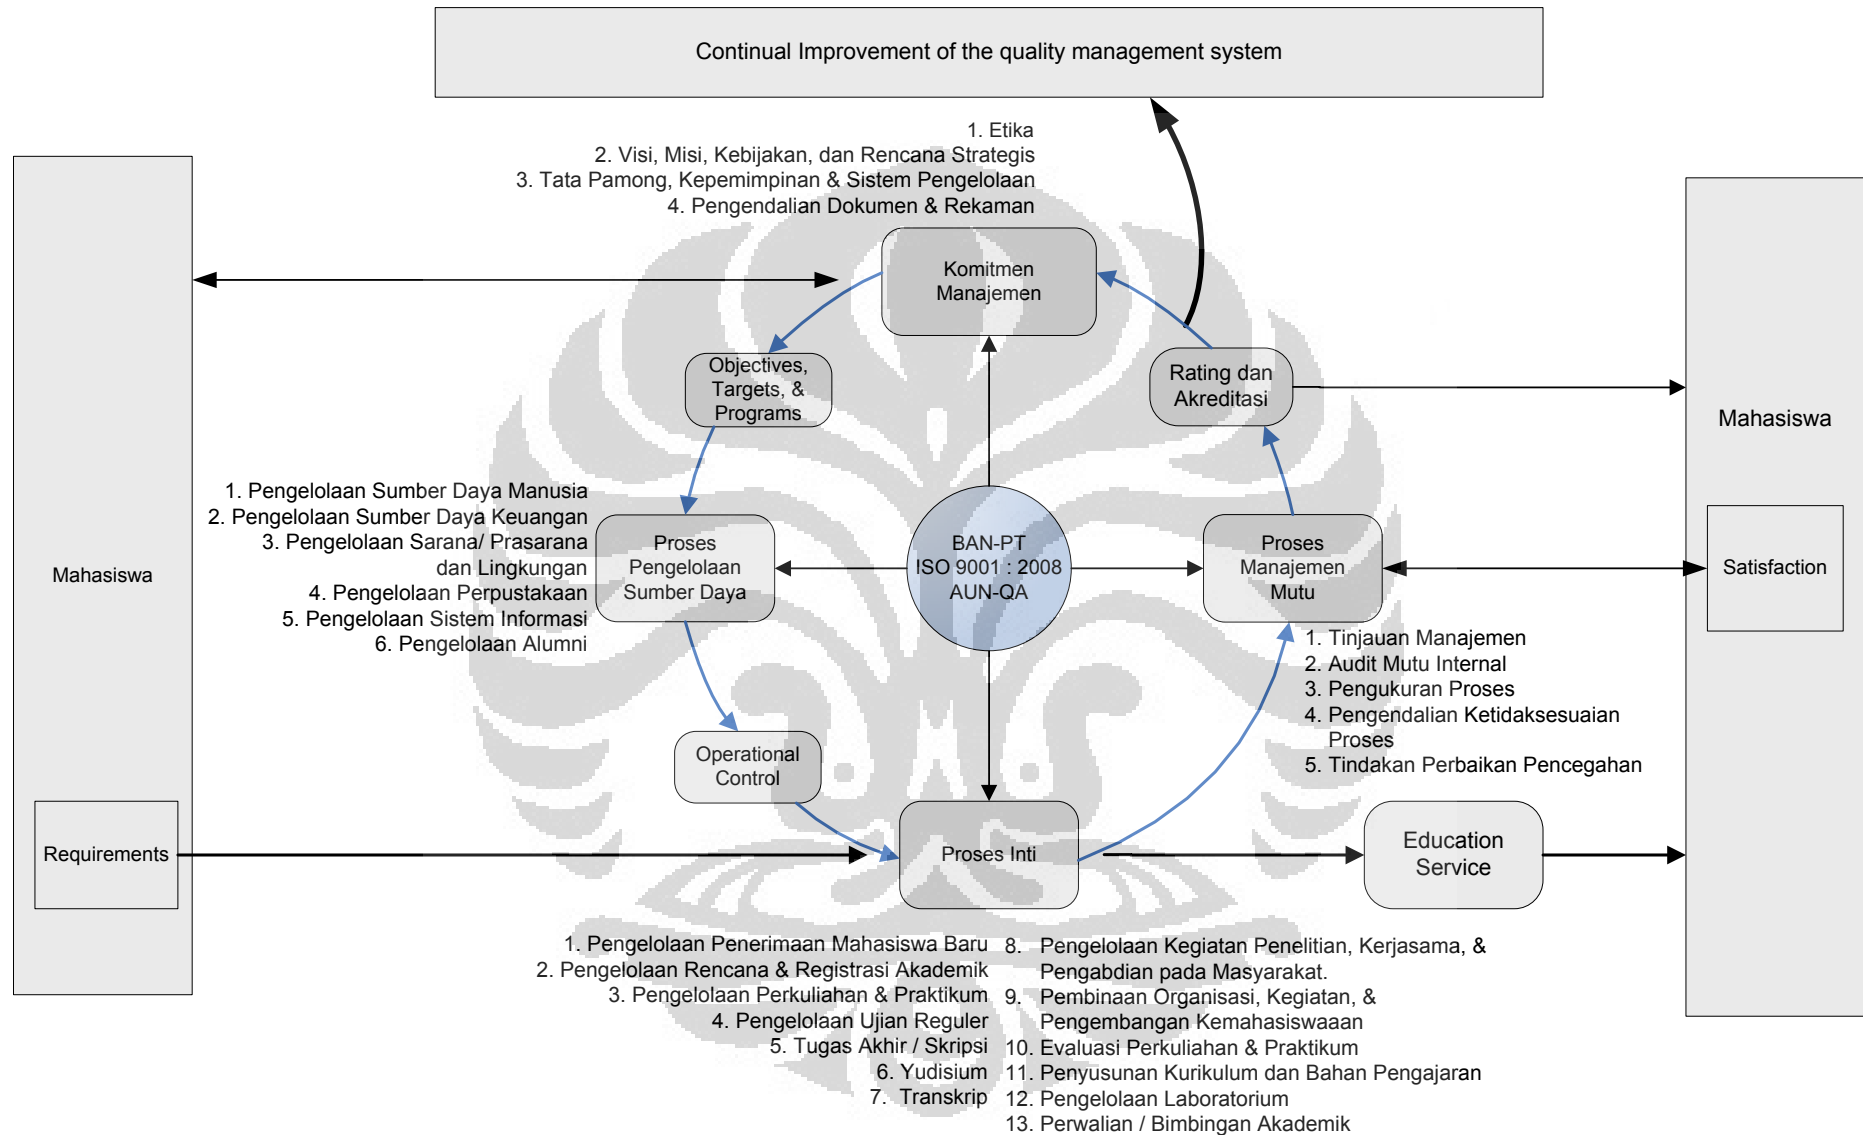 Continual Improvement of the quality management system
1. Etika
2. Visi, Misi, Kebijakan, dan Rencana Strategis
3. Tata Pamong, Kepemimpinan & Sistem Pengelolaan
4. Pengendalian Dokumen & Rekaman
Komitmen
Manajemen
Objectives,
Targets, &
Programs
Rating dan
Akreditasi
Mahasiswa
1. Pengelolaan Sumber Daya Manusia
2. Pengelolaan Sumber Daya Keuangan
3. Pengelolaan Sarana/ Prasarana
dan Lingkungan
4. Pengelolaan Perpustakaan
5. Pengelolaan Sistem Informasi
6. Pengelolaan Alumni
Mahasiswa
Proses
Pengelolaan
Sumber Daya
BAN-PT
ISO 9001 : 2008
AUN-QA
Proses
Manajemen
Mutu
Satisfaction
1. Tinjauan Manajemen
2. Audit Mutu Internal
3. Pengukuran Proses
4. Pengendalian Ketidaksesuaian
Proses
5. Tindakan Perbaikan Pencegahan
Operational
Control
Requirements
Proses Inti
Education
Service
1. Pengelolaan Penerimaan Mahasiswa Baru
2. Pengelolaan Rencana & Registrasi Akademik
3. Pengelolaan Perkuliahan & Praktikum
4. Pengelolaan Ujian Reguler
5. Tugas Akhir / Skripsi
6. Yudisium
7. Transkrip
8. Pengelolaan Kegiatan Penelitian, Kerjasama, &
Pengabdian pada Masyarakat.
9. Pembinaan Organisasi, Kegiatan, &
Pengembangan Kemahasiswaaan
10. Evaluasi Perkuliahan & Praktikum
11. Penyusunan Kurikulum dan Bahan Pengajaran
12. Pengelolaan Laboratorium
13. Perwalian / Bimbingan Akademik